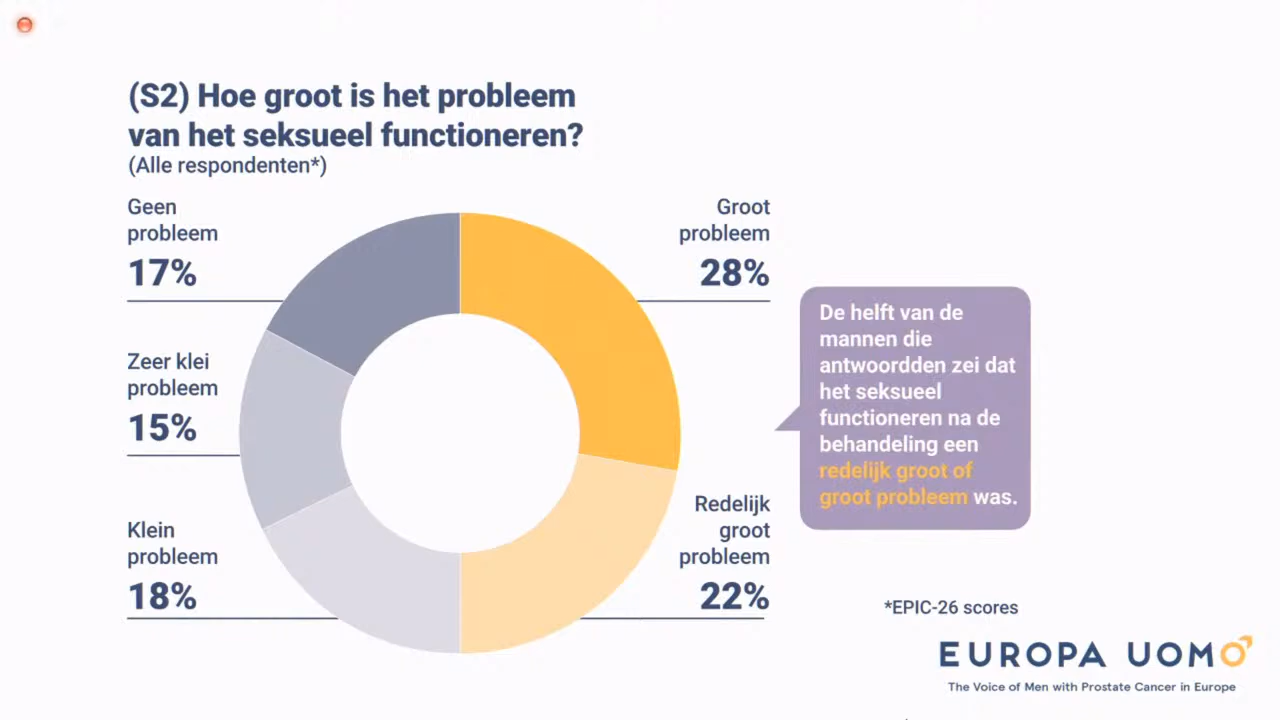 (S2) Hoe groot is het probleem
van het seksueel functioneren?
(Alle respondenten*)
Geen
probleem
17%
Zeer klei
probleem
15%
Klein
probleem
18%
Groot
probleem
28%
Redelijk
groot
probleem
22%
De helft van de
mannen die
antwoordden zei dat
het seksueel
functioneren na de
behandeling een
redelijk groot of
groot probleem was.
*EPIC-26 scores
EUROPA UOMO
The Voice of Men with Prostate Cancer in Europe